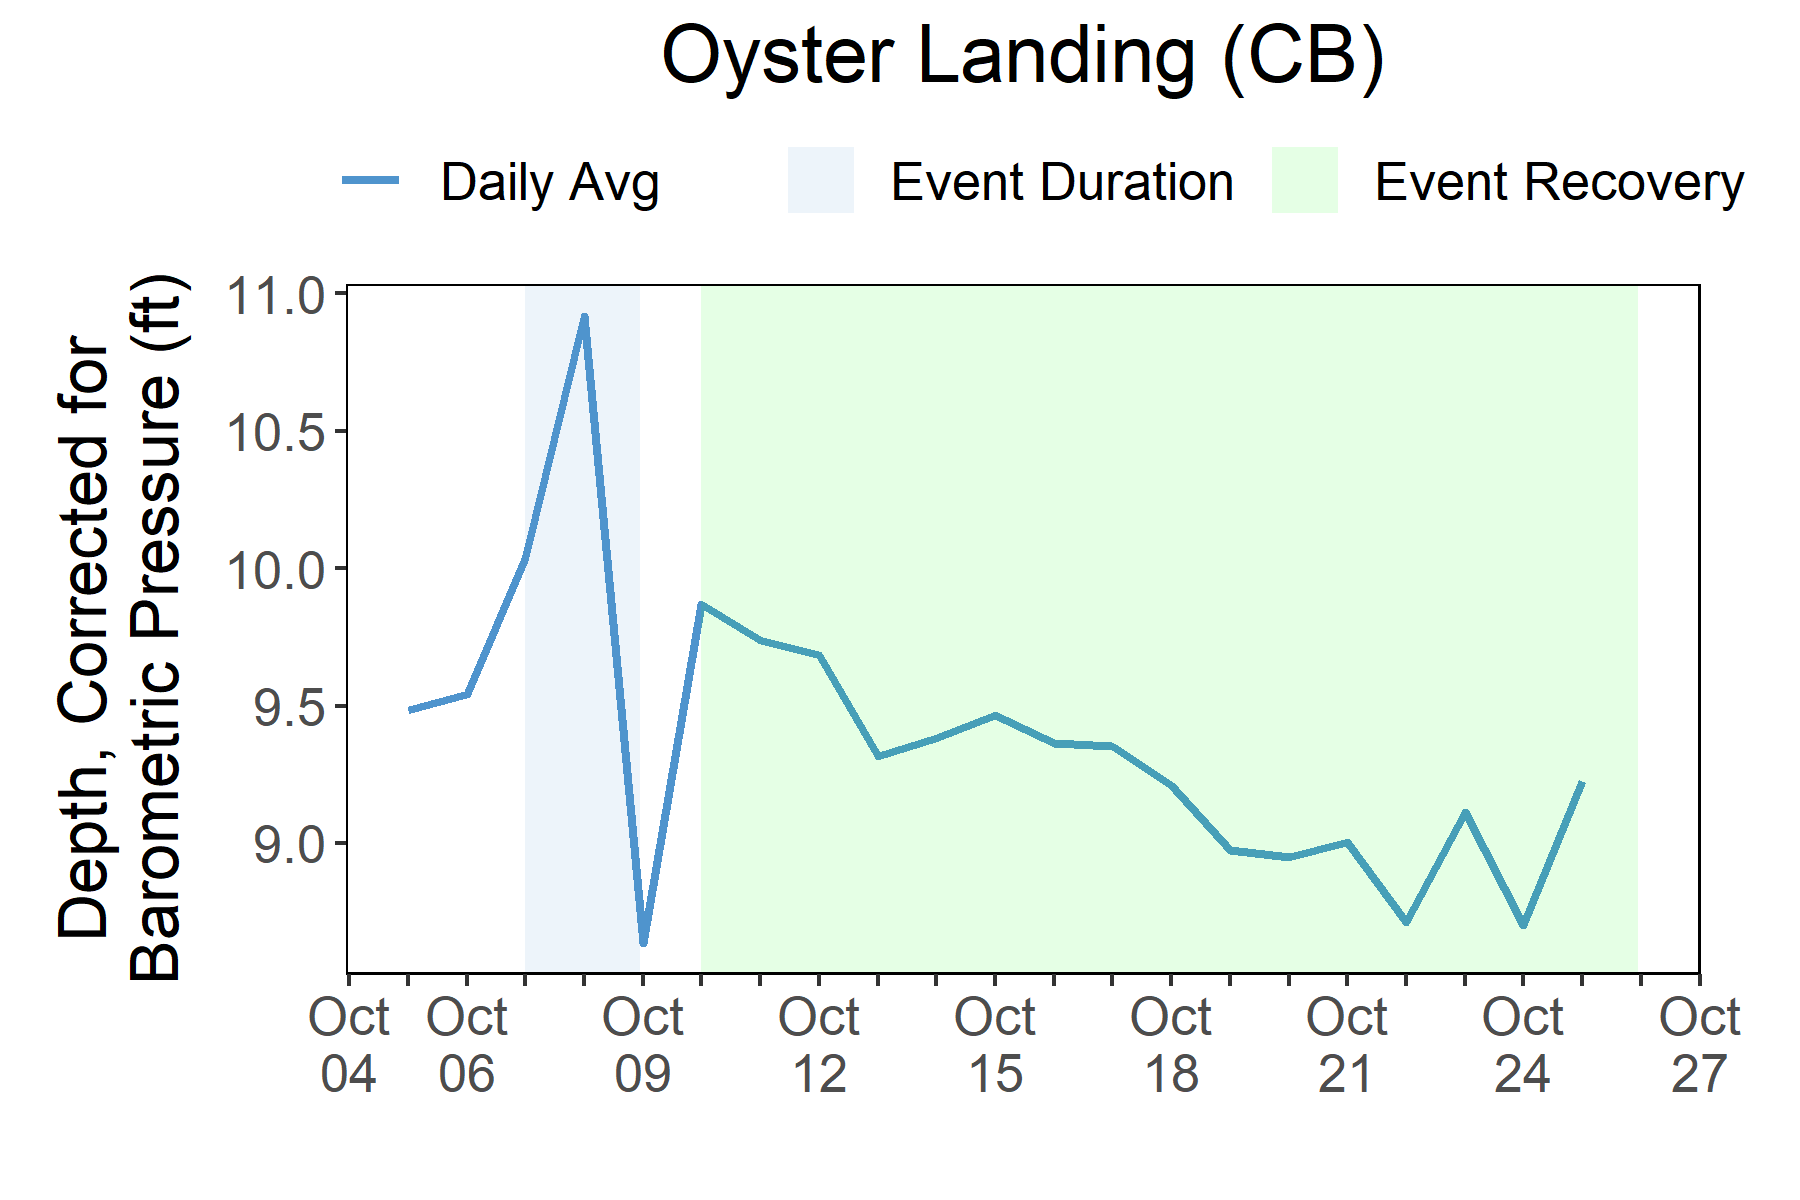 Oyster Landing (CB)
Daily Avg
Event Duration
Event Recovery
Depth, Corrected for
Barometric Pressure (ft)
11.0
10.5
10.0
9.5
9.0
Oct
04
Oct
06
Oct
09
Oct
12
Oct
15
Oct
18
Oct
21
Oct
24
Oct
27